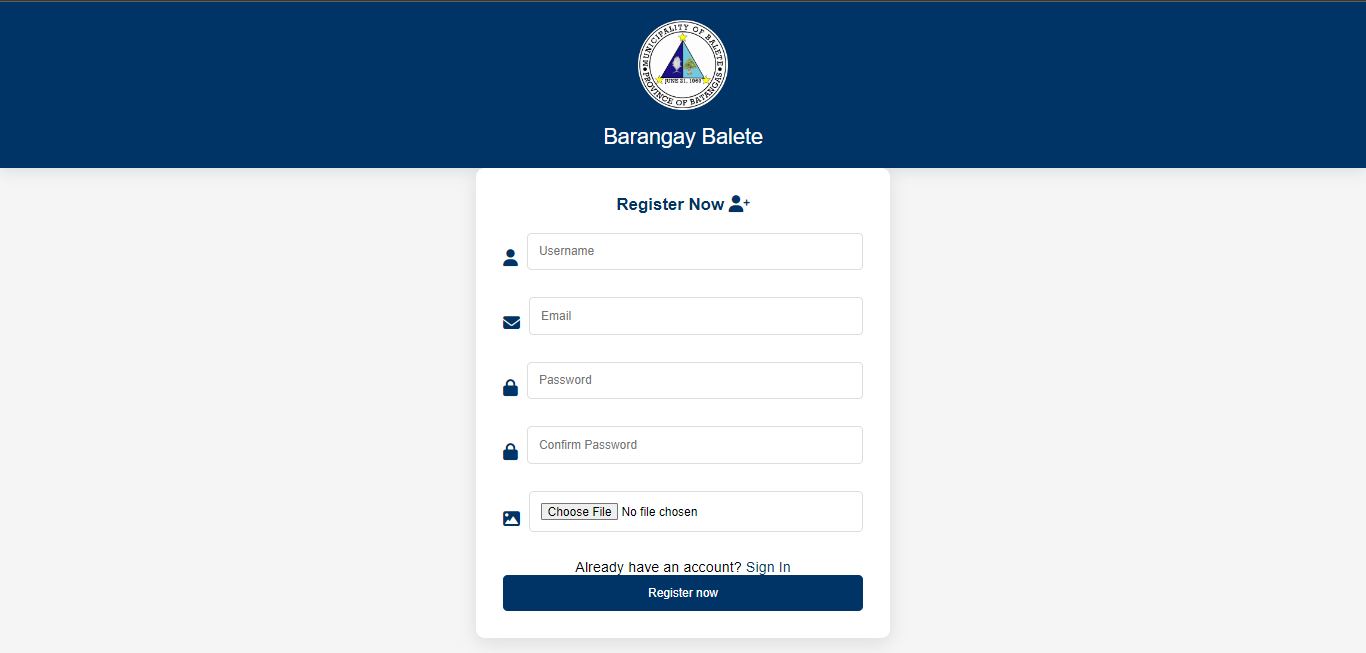 MUNICIPALITY OF BALETE
JUNE 21, 1969
PROVINCE OF BATANGAS
Barangay Balete
Register Now
Username
Email
Password
Confirm Password
Choose File No file chosen
Already have an account? Sign In
Register now